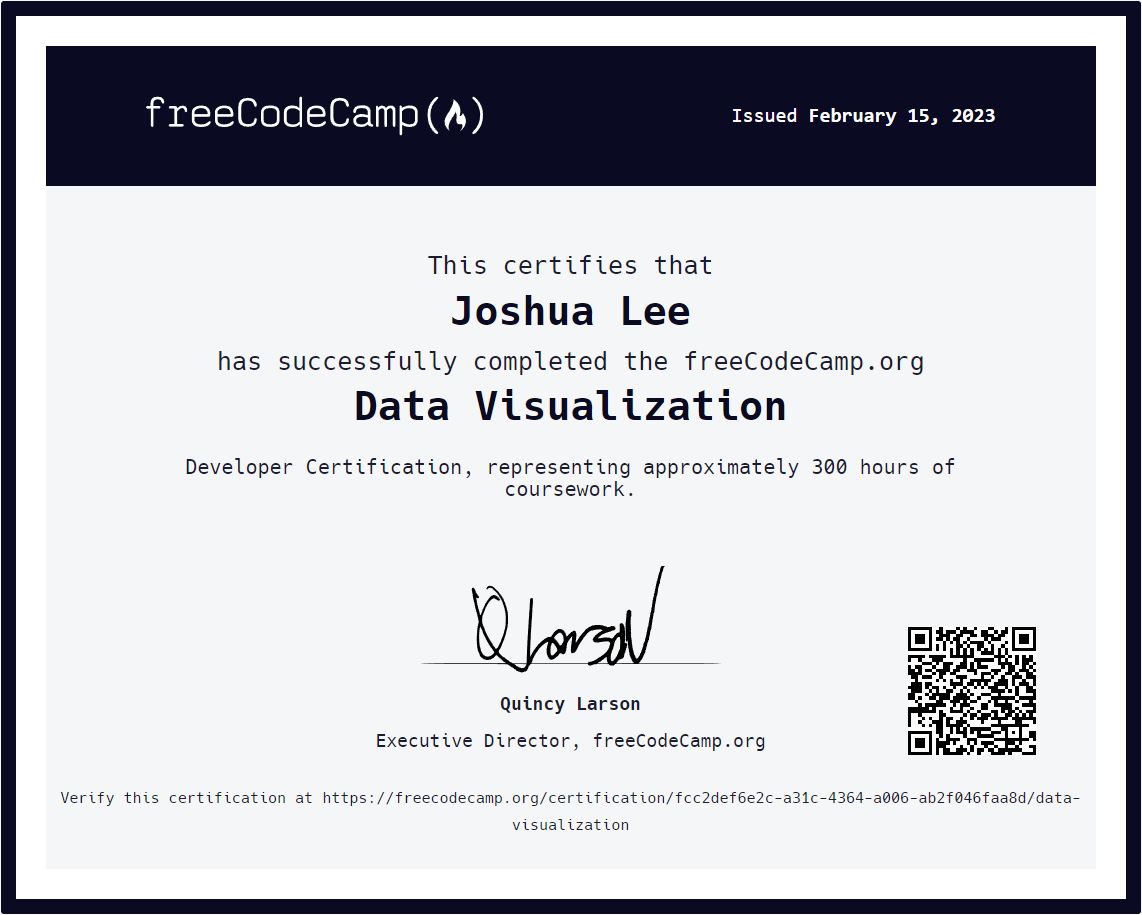 freeCodeCamp(🔥)
Issued February 15, 2023
This certifies that
Joshua Lee
has successfully completed the freeCodeCamp.org
Data Visualization
Developer Certification, representing approximately 300 hours of
coursework.
Q Larson
Quincy Larson
Executive Director, freeCodeCamp.org
Verify this certification at https://freecodecamp.org/certification/fcc2def6e2c-a31c-4364-a006-ab2f046faa8d/data-
visualization